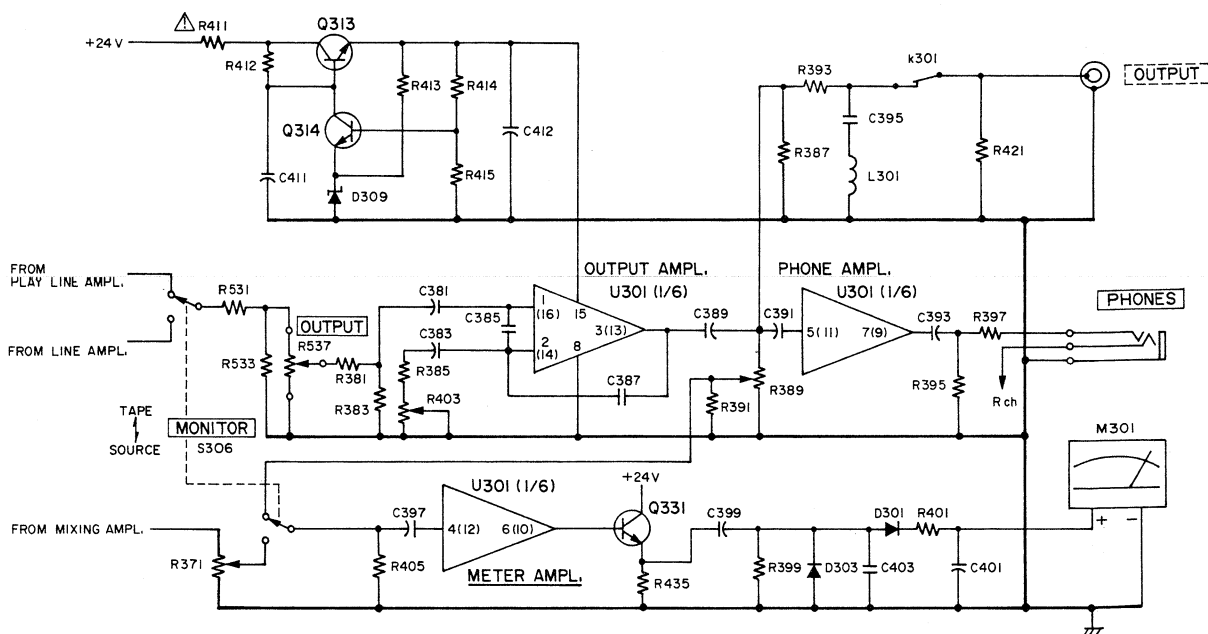 R411
+24V
Q313
R412
R413
R414
Q314
C412
C411
R415
D309
k301
R393
OUTPUT
C395
R387
R421
L301
FROM
PLAY LINE AMPL.
FROM LINE AMPL.
R531
OUTPUT
R537
R533
R381
R383
C381
C383
C385
R385
R403
OUTPUT AMPL.
U301 (1/6)
1
(16)
2
(14)
15
8
3(13)
C387
C389
PHONE AMPL.
U301 (1/6)
C391
5(11)
7(9)
C393
R397
PHONES
R389
R391
R395
Rch
TAPE
SOURCE
MONITOR
S306
M301
+ −
FROM MIXING AMPL.
R371
R405
C397
U301 (1/6)
4(12)
6(10)
METER AMPL.
+24V
Q331
R435
C399
R399
D303
C403
D301
R401
C401